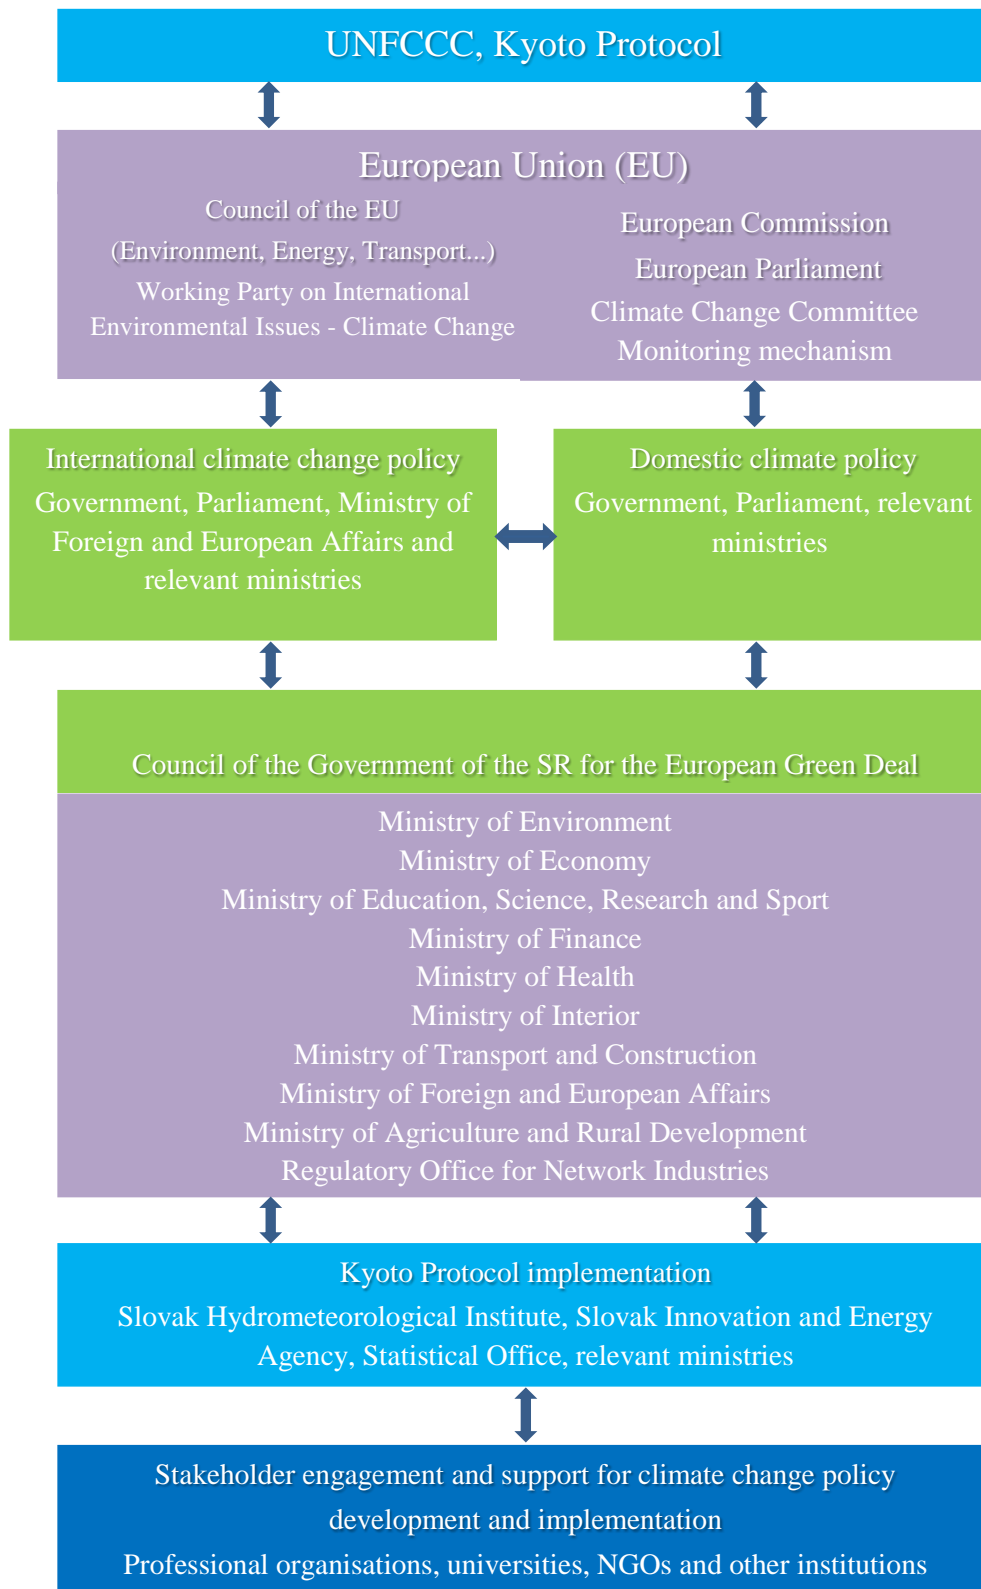 UNFCCC, Kyoto Protocol
European Union (EU)
Council of the EU
(Environment, Energy, Transport...)
Working Party on International
Environmental Issues - Climate Change
European Commission
European Parliament
Climate Change Committee
Monitoring mechanism
International climate change policy
Government, Parliament, Ministry of
Foreign and European Affairs and
relevant ministries
Domestic climate policy
Government, Parliament, relevant
ministries
Council of the Government of the SR for the European Green Deal
Ministry of Environment
Ministry of Economy
Ministry of Education, Science, Research and Sport
Ministry of Finance
Ministry of Health
Ministry of Interior
Ministry of Transport and Construction
Ministry of Foreign and European Affairs
Ministry of Agriculture and Rural Development
Regulatory Office for Network Industries
Kyoto Protocol implementation
Slovak Hydrometeorological Institute, Slovak Innovation and Energy
Agency, Statistical Office, relevant ministries
Stakeholder engagement and support for climate change policy
development and implementation
Professional organisations, universities, NGOs and other institutions